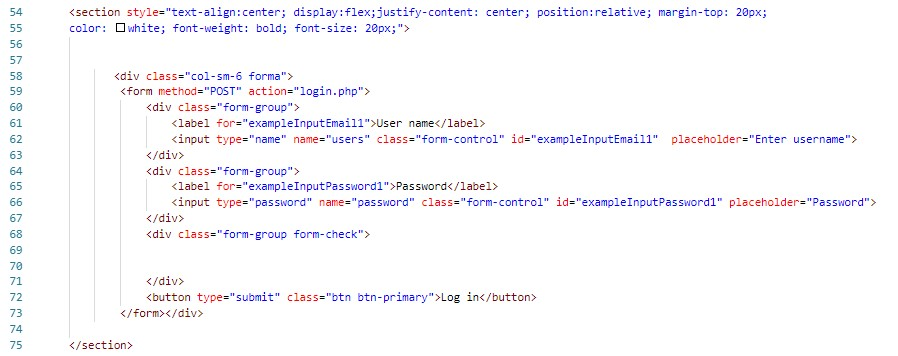 54 <section style="text-align:center; display:flex;justify-content: center; position:relative; margin-top: 20px;
55 color: white; font-weight: bold; font-size: 20px;">
56
57
58 <div class="col-sm-6 forma">
59 <form method="POST" action="login.php">
60 <div class="form-group">
61 <label for="exampleInputEmail1">User name</label>
62 <input type="name" name="users" class="form-control" id="exampleInputEmail1"  placeholder="Enter username">
63 </div>
64 <div class="form-group">
65 <label for="exampleInputPassword1">Password</label>
66 <input type="password" name="password" class="form-control" id="exampleInputPassword1" placeholder="Password">
67 </div>
68 <div class="form-group form-check">
69
70
71 </div>
72 <button type="submit" class="btn btn-primary">Log in</button>
73 </form></div>
74
75 </section>